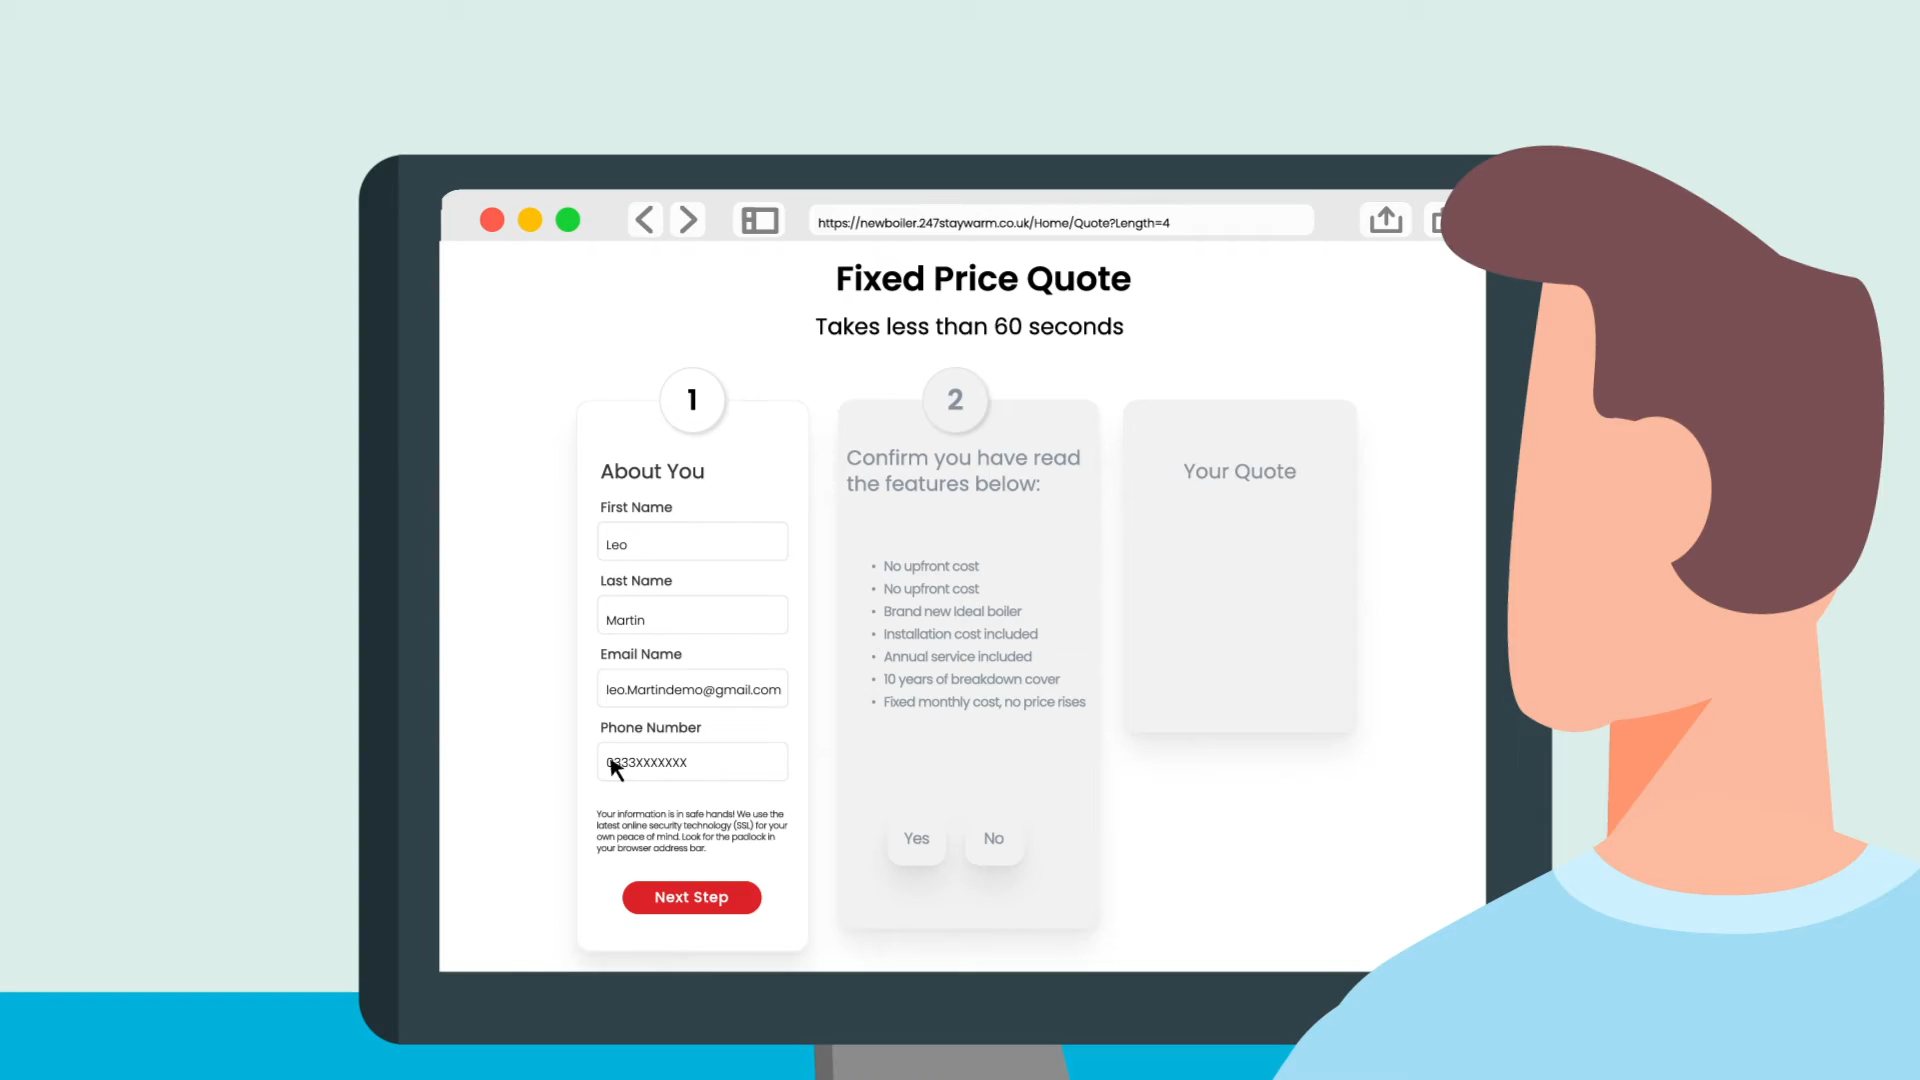 https://newboiler.247staywarm.co.uk/Home/Quote?Length=4
Fixed Price Quote
Takes less than 60 seconds
1
About You
First Name
Leo
Last Name
Martin
Email Name
leo.Martindemo@gmail.com
Phone Number
0333XXXXXXX
Your information is in safe hands! We use the
latest online security technology (SSL) for your
own peace of mind. Look for the padlock in
your browser address bar.
Next Step
2
Confirm you have read
the features below:
• No upfront cost
• No upfront cost
• Brand new Ideal boiler
• Installation cost included
• Annual service included
• 10 years of breakdown cover
• Fixed monthly cost, no price rises
Yes
No
Your Quote